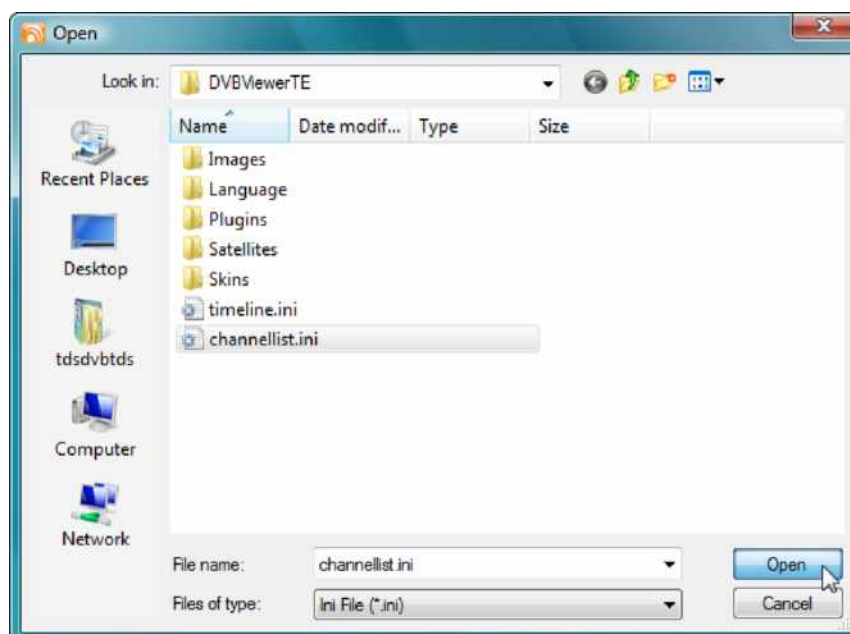 Open
Look in: DVBViewerTE
Name Date modif... Type Size
Recent Places
Desktop
tdsdvbtds
Computer
Network
Images
Language
Plugins
Satellites
Skins
timeline.ini
channellist.ini
File name: channellist.ini Open
Files of type: Ini File (*.ini) Cancel